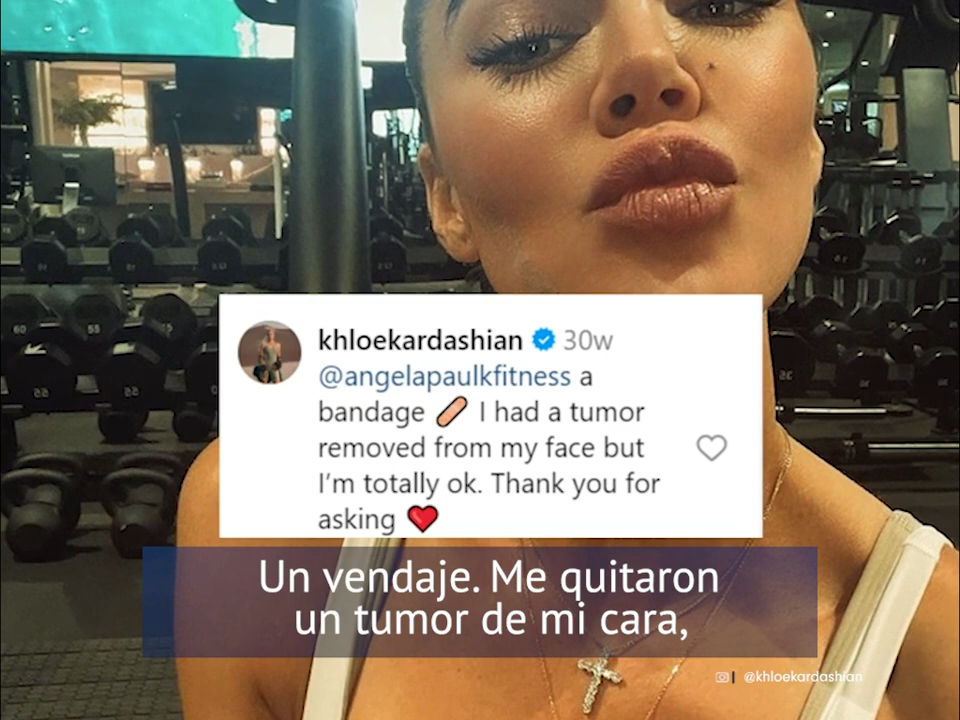 khloekardashian 30w
@angelapaulkfitness a
bandage 🩹 I had a tumor
removed from my face but
I'm totally ok. Thank you for
asking ❤️
Un vendaje. Me quitaron
un tumor de mi cara,
| @khloekardashian
60
55